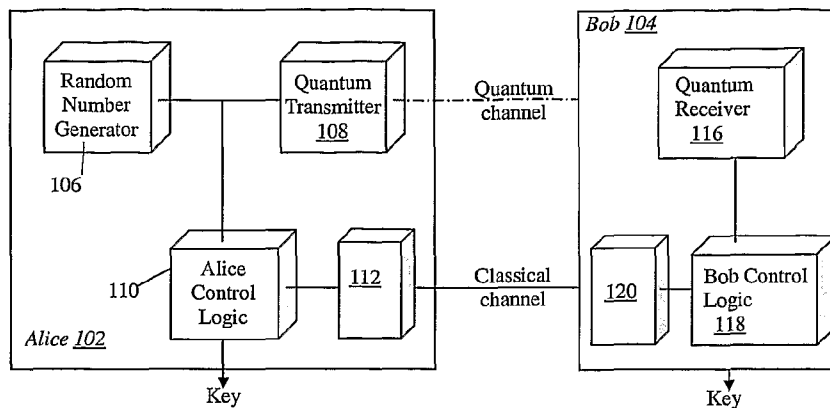 Bob 104
Random
Number
Generator
106
Quantum
Transmitter
108
Quantum
channel
Quantum
Receiver
116
110
Alice
Control
Logic
112
Classical
channel
120
Bob Control
Logic
118
Alice 102
Key
Key